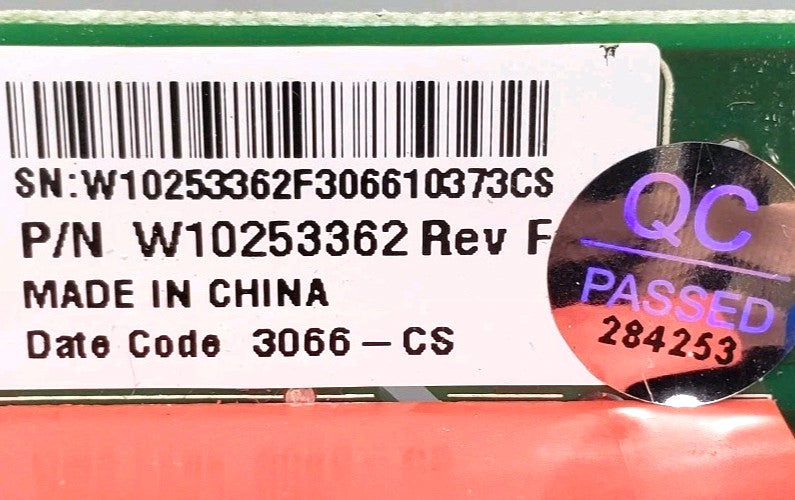 SN:W10253362F306610373CS
P/N W10253362 Rev F
MADE IN CHINA
Date Code 3066-CS
QC
PASSED
284253